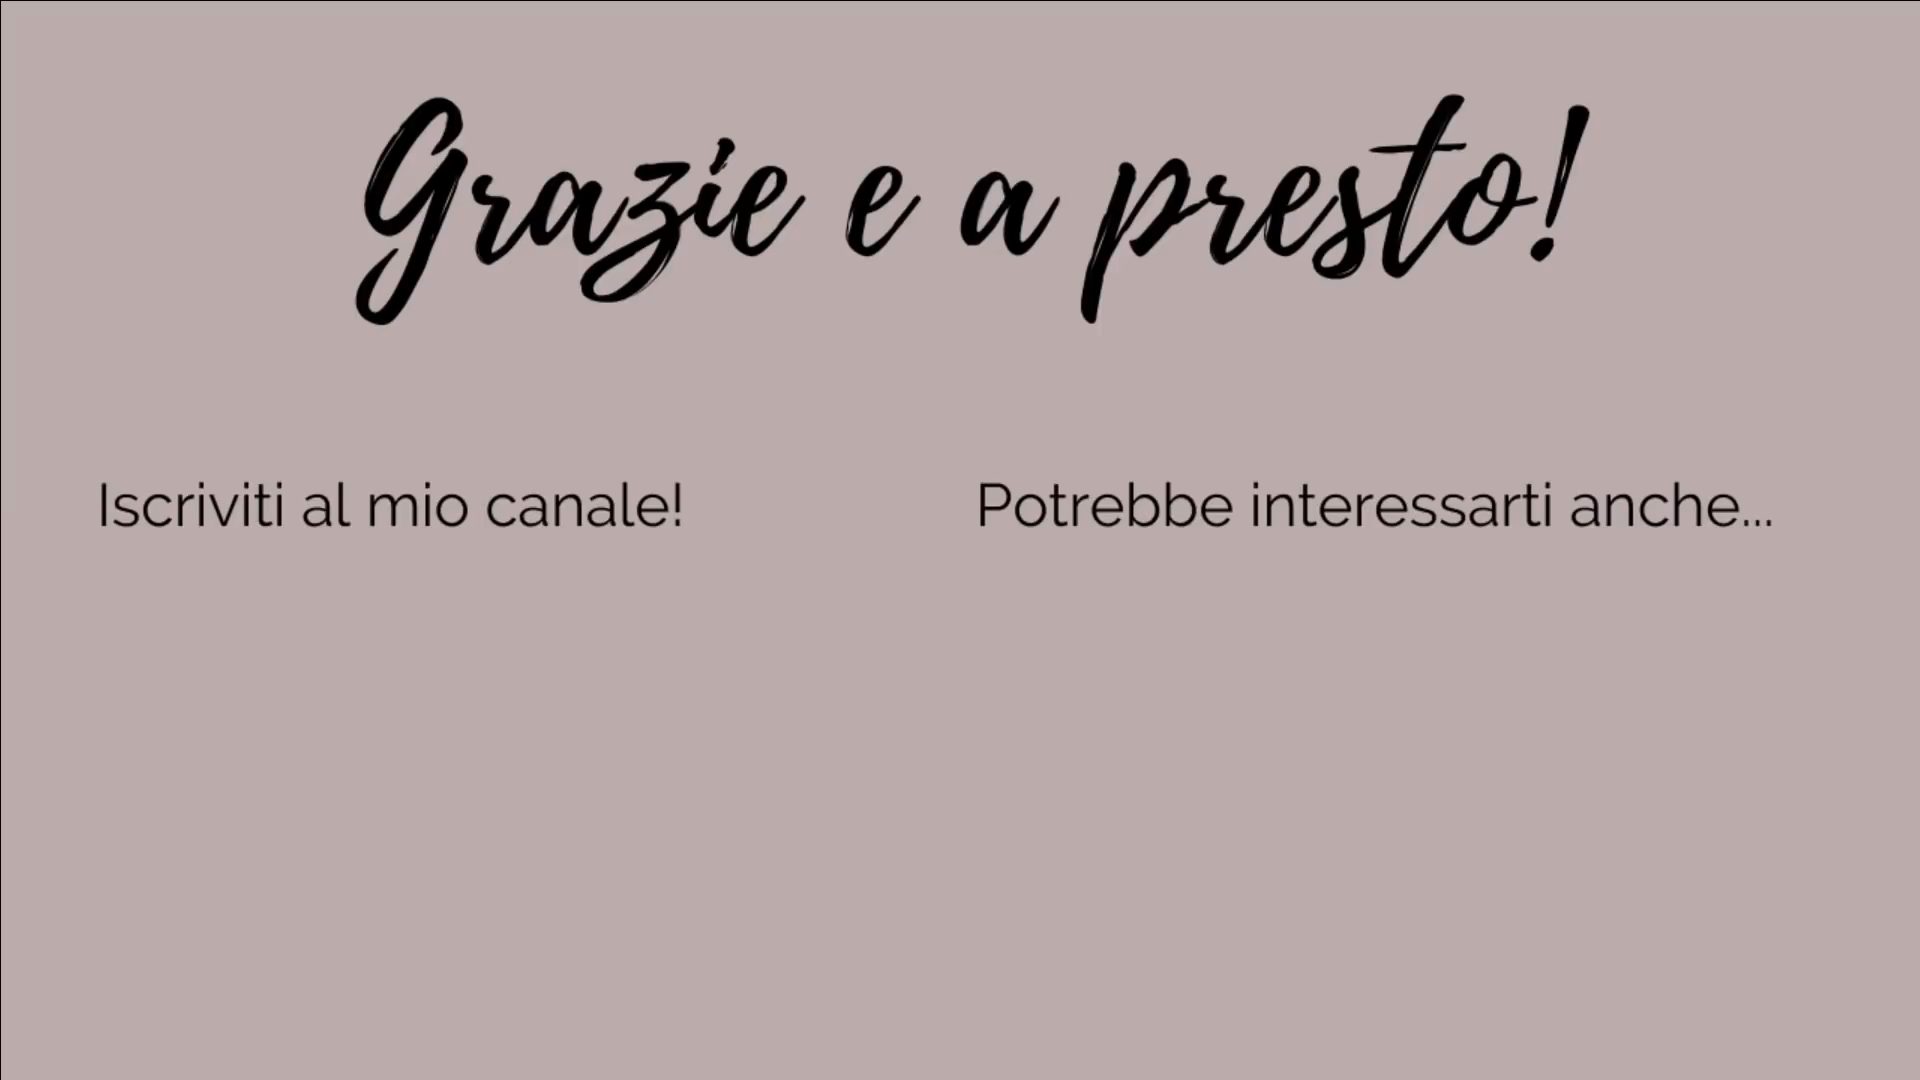 Grazie e a presto!
Iscriviti al mio canale!
Potrebbe interessarti anche...